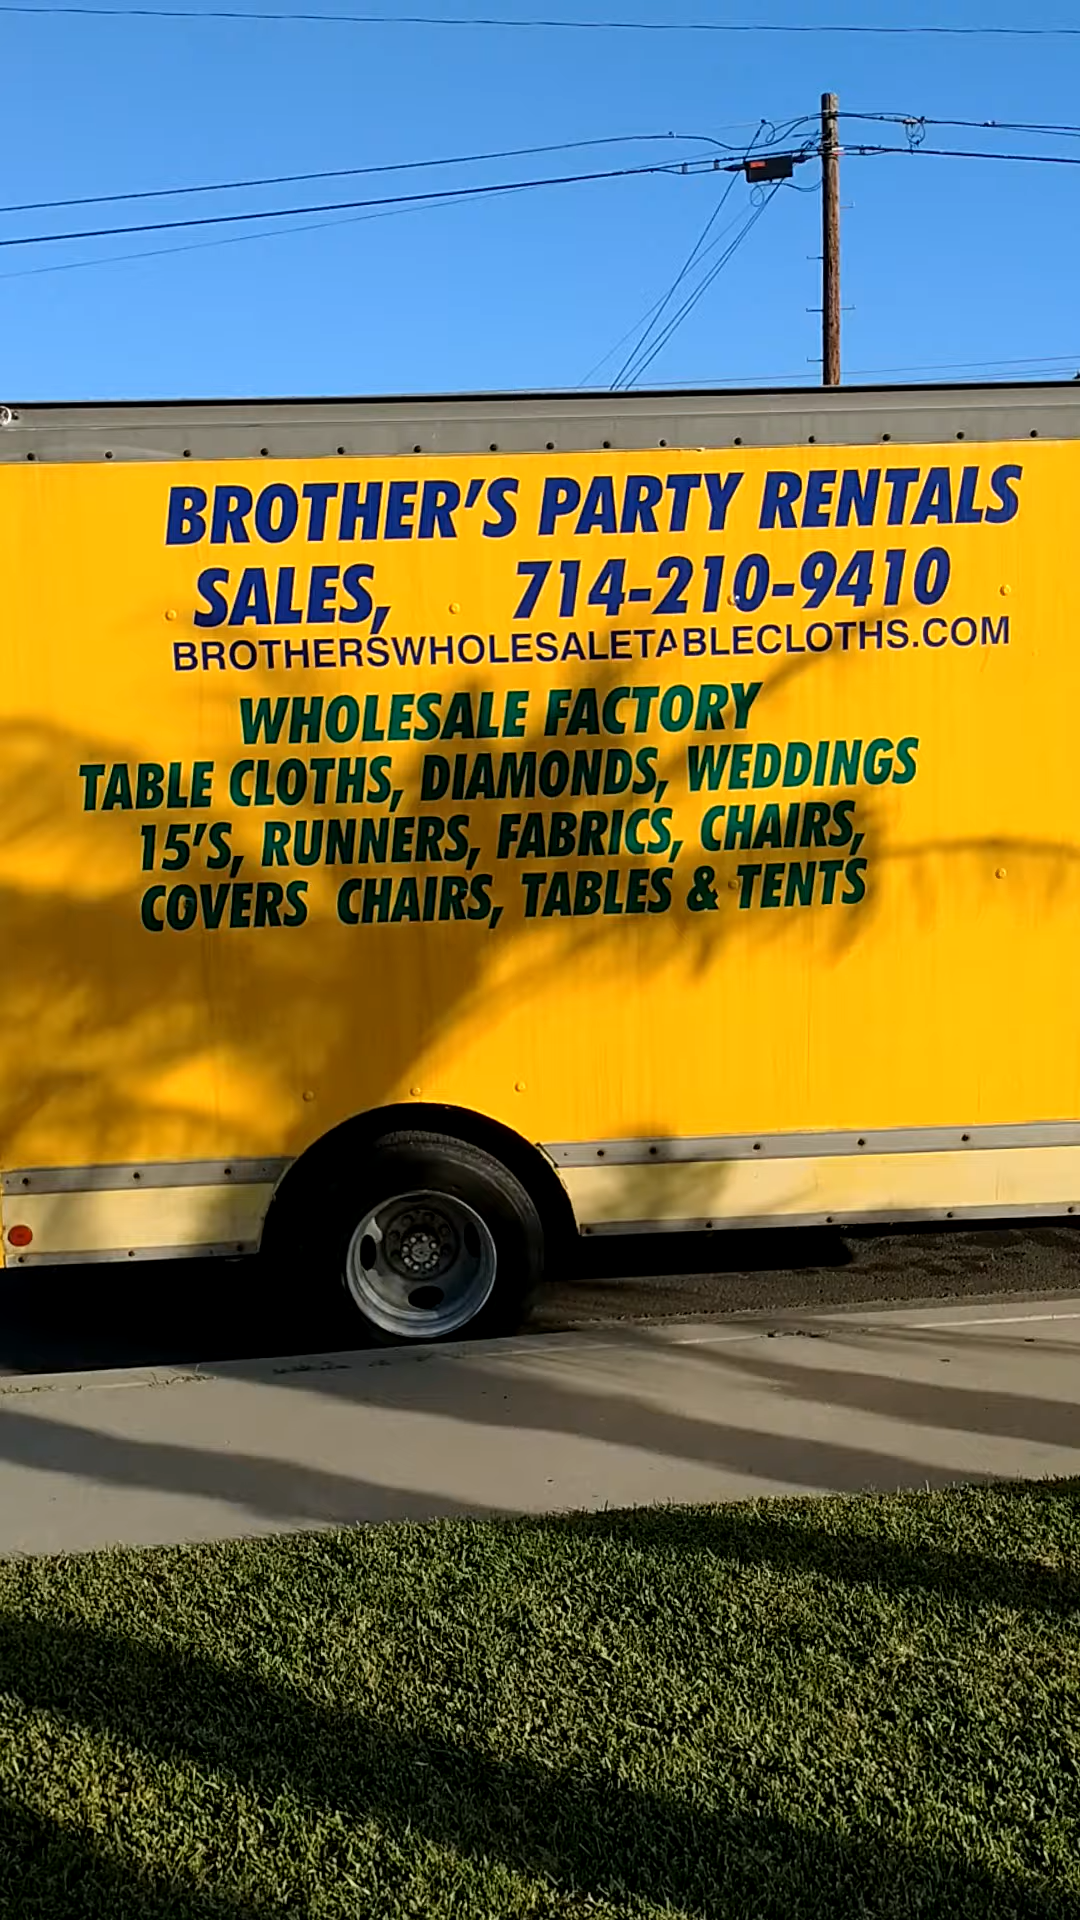 BROTHER'S PARTY RENTALS
SALES, 714-210-9410
BROTHERSWHOLESALETABLECLOTHS.COM
WHOLESALE FACTORY
TABLE CLOTHS, DIAMONDS, WEDDINGS
15'S, RUNNERS, FABRICS, CHAIRS,
COVERS CHAIRS, TABLES & TENTS